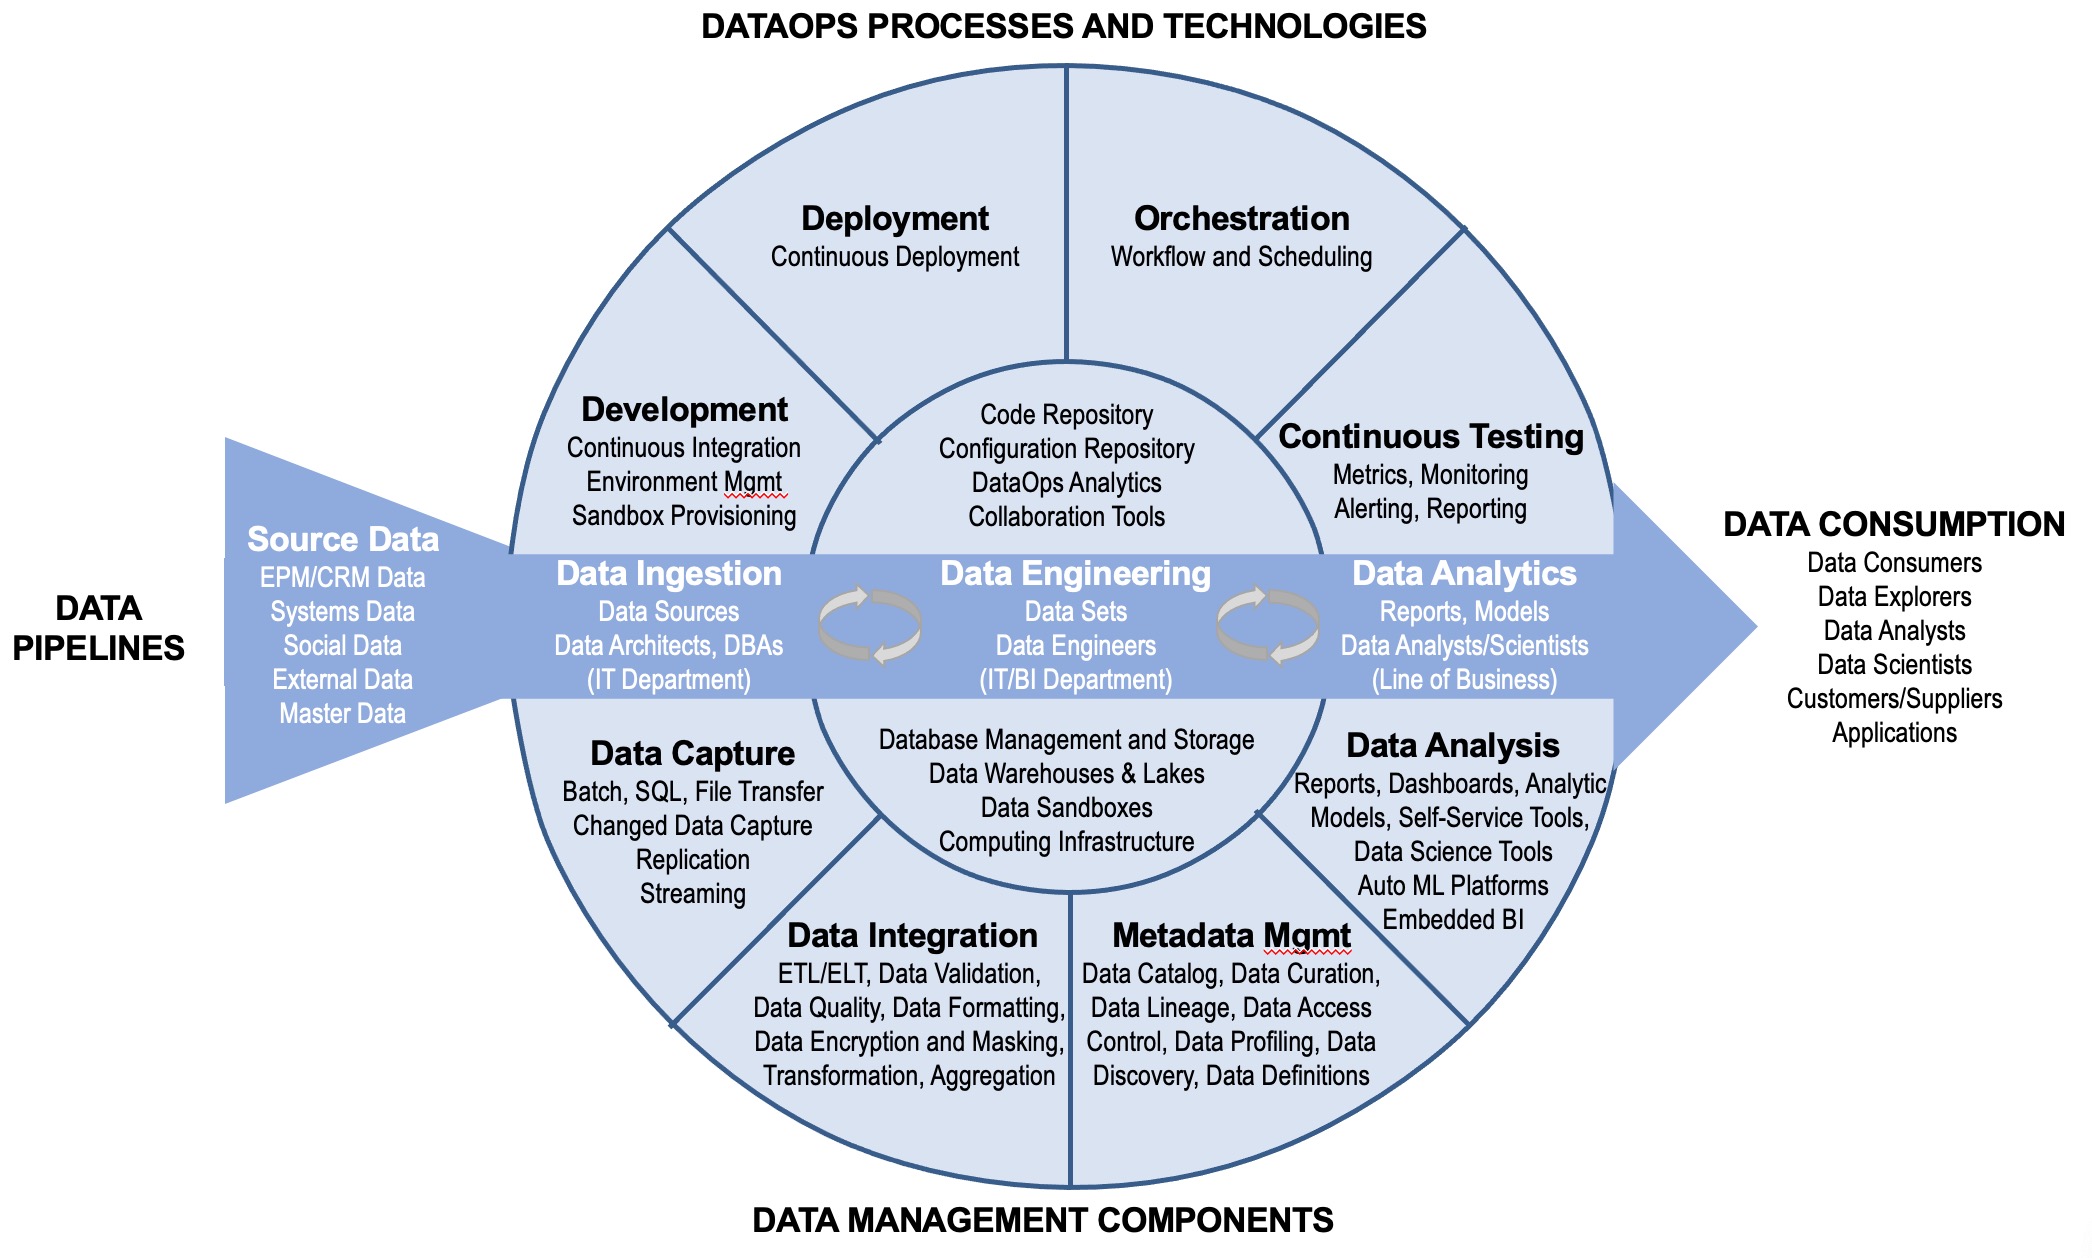 DATAOPS PROCESSES AND TECHNOLOGIES
Deployment
Continuous Deployment
Orchestration
Workflow and Scheduling
Development
Continuous Integration
Environment Mgmt
Sandbox Provisioning
Code Repository
Configuration Repository
DataOps Analytics
Collaboration Tools
Continuous Testing
Metrics, Monitoring
Alerting, Reporting
DATA
PIPELINES
Source Data
EPM/CRM Data
Systems Data
Social Data
External Data
Master Data
Data Ingestion
Data Sources
Data Architects, DBAs
(IT Department)
Data Engineering
Data Sets
Data Engineers
(IT/BI Department)
Data Analytics
Reports, Models
Data Analysts/Scientists
(Line of Business)
DATA CONSUMPTION
Data Consumers
Data Explorers
Data Analysts
Data Scientists
Customers/Suppliers
Applications
Data Capture
Batch, SQL, File Transfer
Changed Data Capture
Replication
Streaming
Database Management and Storage
Data Warehouses & Lakes
Data Sandboxes
Computing Infrastructure
Data Analysis
Reports, Dashboards, Analytic
Models, Self-Service Tools,
Data Science Tools
Auto ML Platforms
Embedded BI
Data Integration
ETL/ELT, Data Validation,
Data Quality, Data Formatting,
Data Encryption and Masking,
Transformation, Aggregation
Metadata Mgmt
Data Catalog, Data Curation,
Data Lineage, Data Access
Control, Data Profiling, Data
Discovery, Data Definitions
DATA MANAGEMENT COMPONENTS